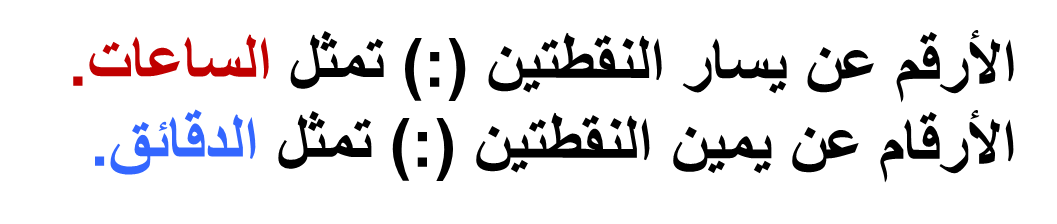 الأرقم عن يسار النقطتين (:) تمثل الساعات.
الأرقام عن يمين النقطتين (:) تمثل الدقائق.